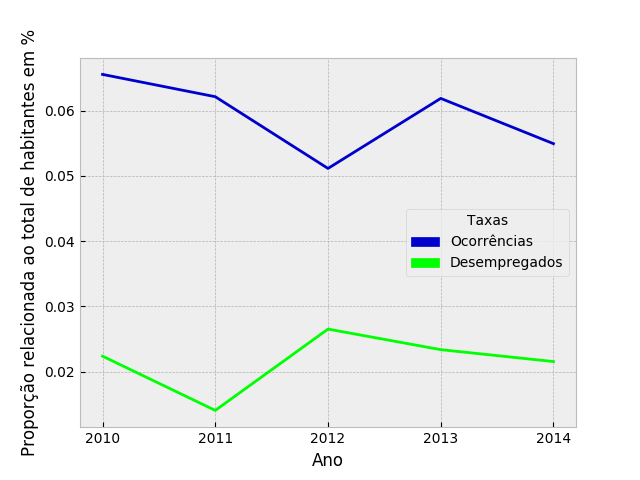 Proporção relacionada ao total de habitantes em %
0.06
0.05
0.04
0.03
0.02
Taxas
Ocorrências
Desempregados
2010 2011 2012 2013 2014
Ano